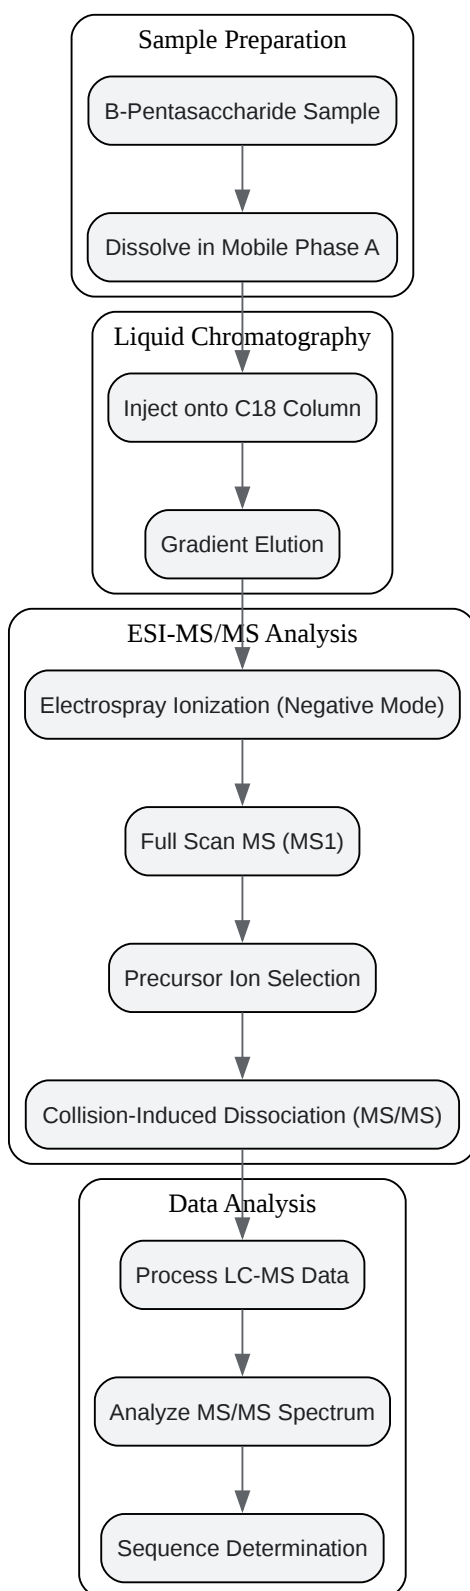 Sample Preparation
B-Pentasaccharide Sample
Dissolve in Mobile Phase A
Liquid Chromatography
Inject onto C18 Column
Gradient Elution
ESI-MS/MS Analysis
Electrospray Ionization (Negative Mode)
Full Scan MS (MS1)
Precursor Ion Selection
Collision-Induced Dissociation (MS/MS)
Data Analysis
Process LC-MS Data
Analyze MS/MS Spectrum
Sequence Determination